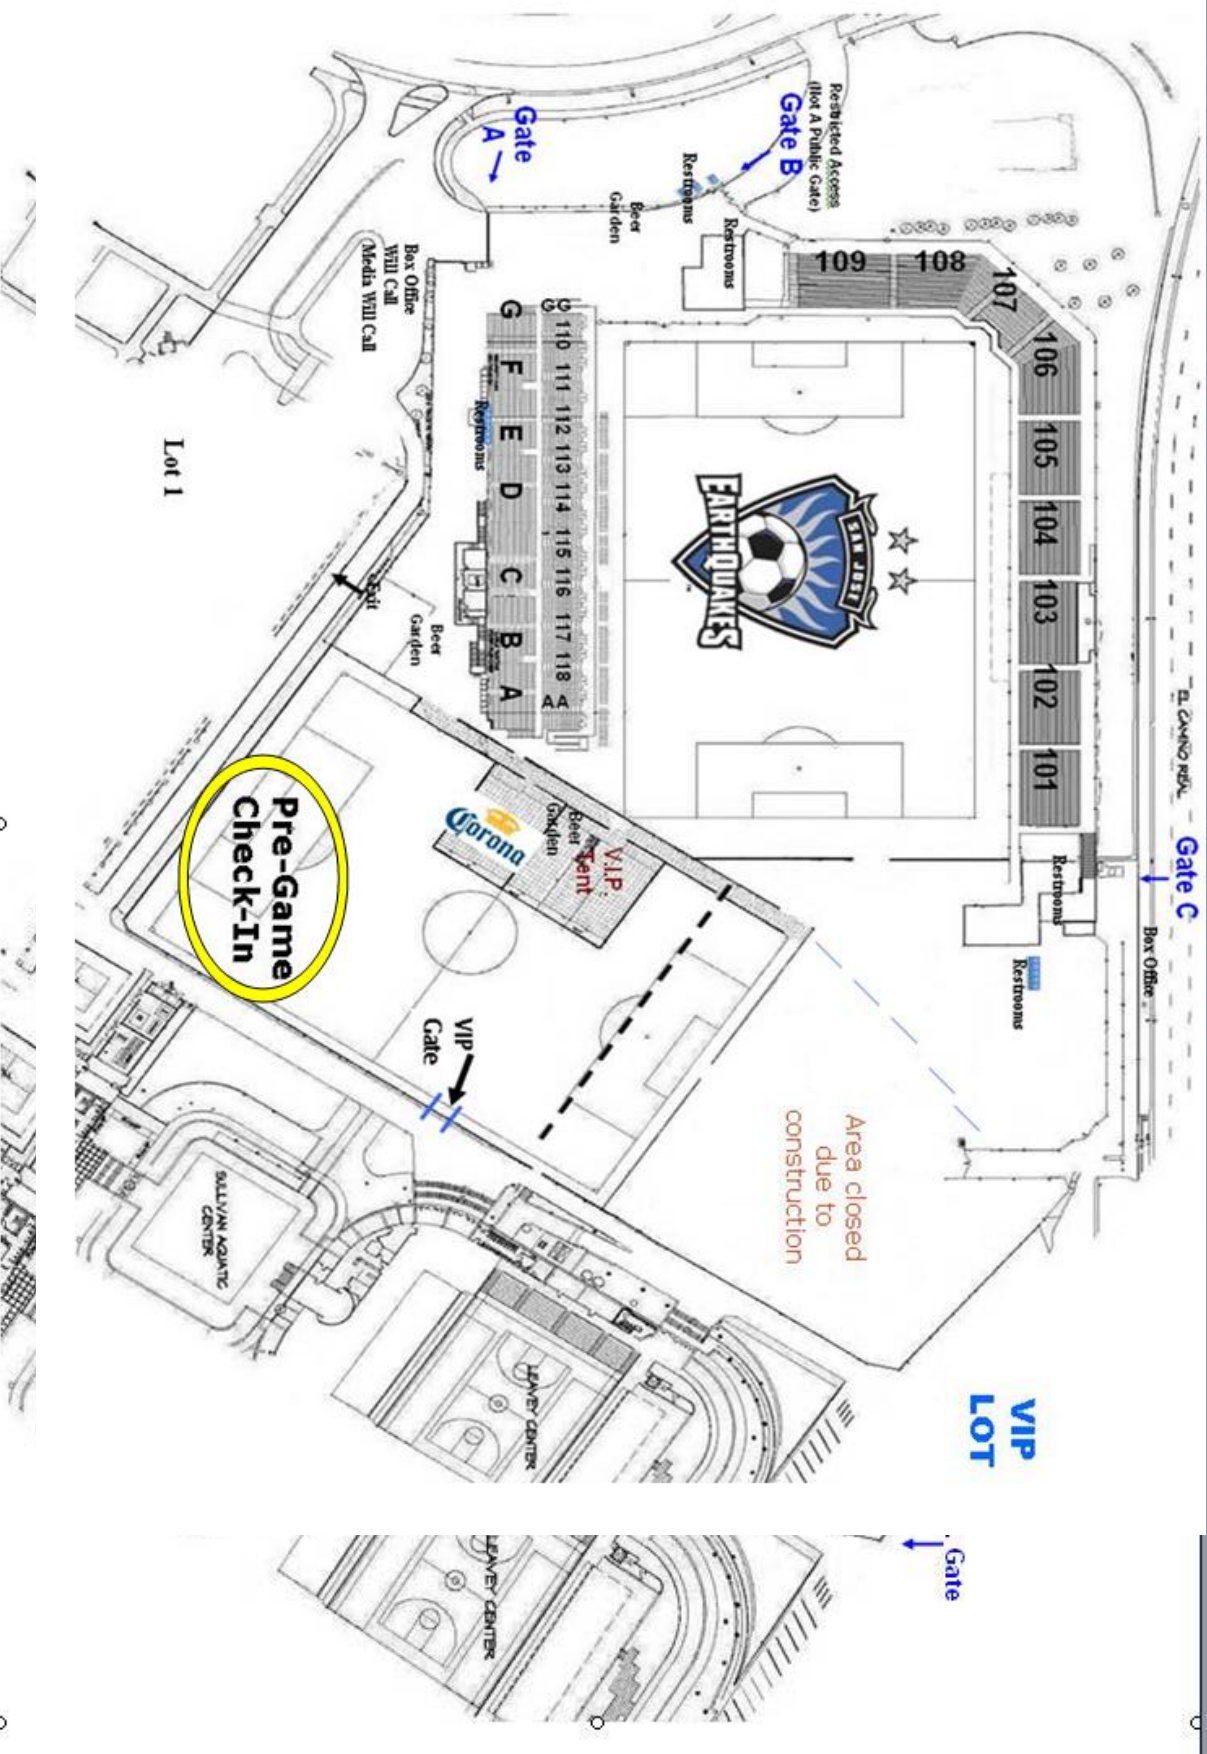 EL CAMINO REAL
Gate C
Box Office
Restrooms
Restrooms
101
102
103
104
105
106
107
108
109
Restricted Access
(Not A Public Gate)
Gate B
Restrooms
Restrooms
Beer
Garden
Gate
A
SAN JOSE
EARTHQUAKES
G G
110
111
112
113
114
115
116
117
118
A A
G
F
E
D
C
B
A
Restrooms
Box Office
Will Call
Media Will Call
Lot 1
Exit
Beer
Garden
V.I.P.
Tent
Beer
Garden
Corona
Pre-Game
Check-In
VIP
Gate
Area closed
due to
construction
SULLIVAN AQUATIC
CENTER
LEAVEY CENTER
LEAVEY CENTER
VIP
LOT
Gate
LEAVEY CENTER